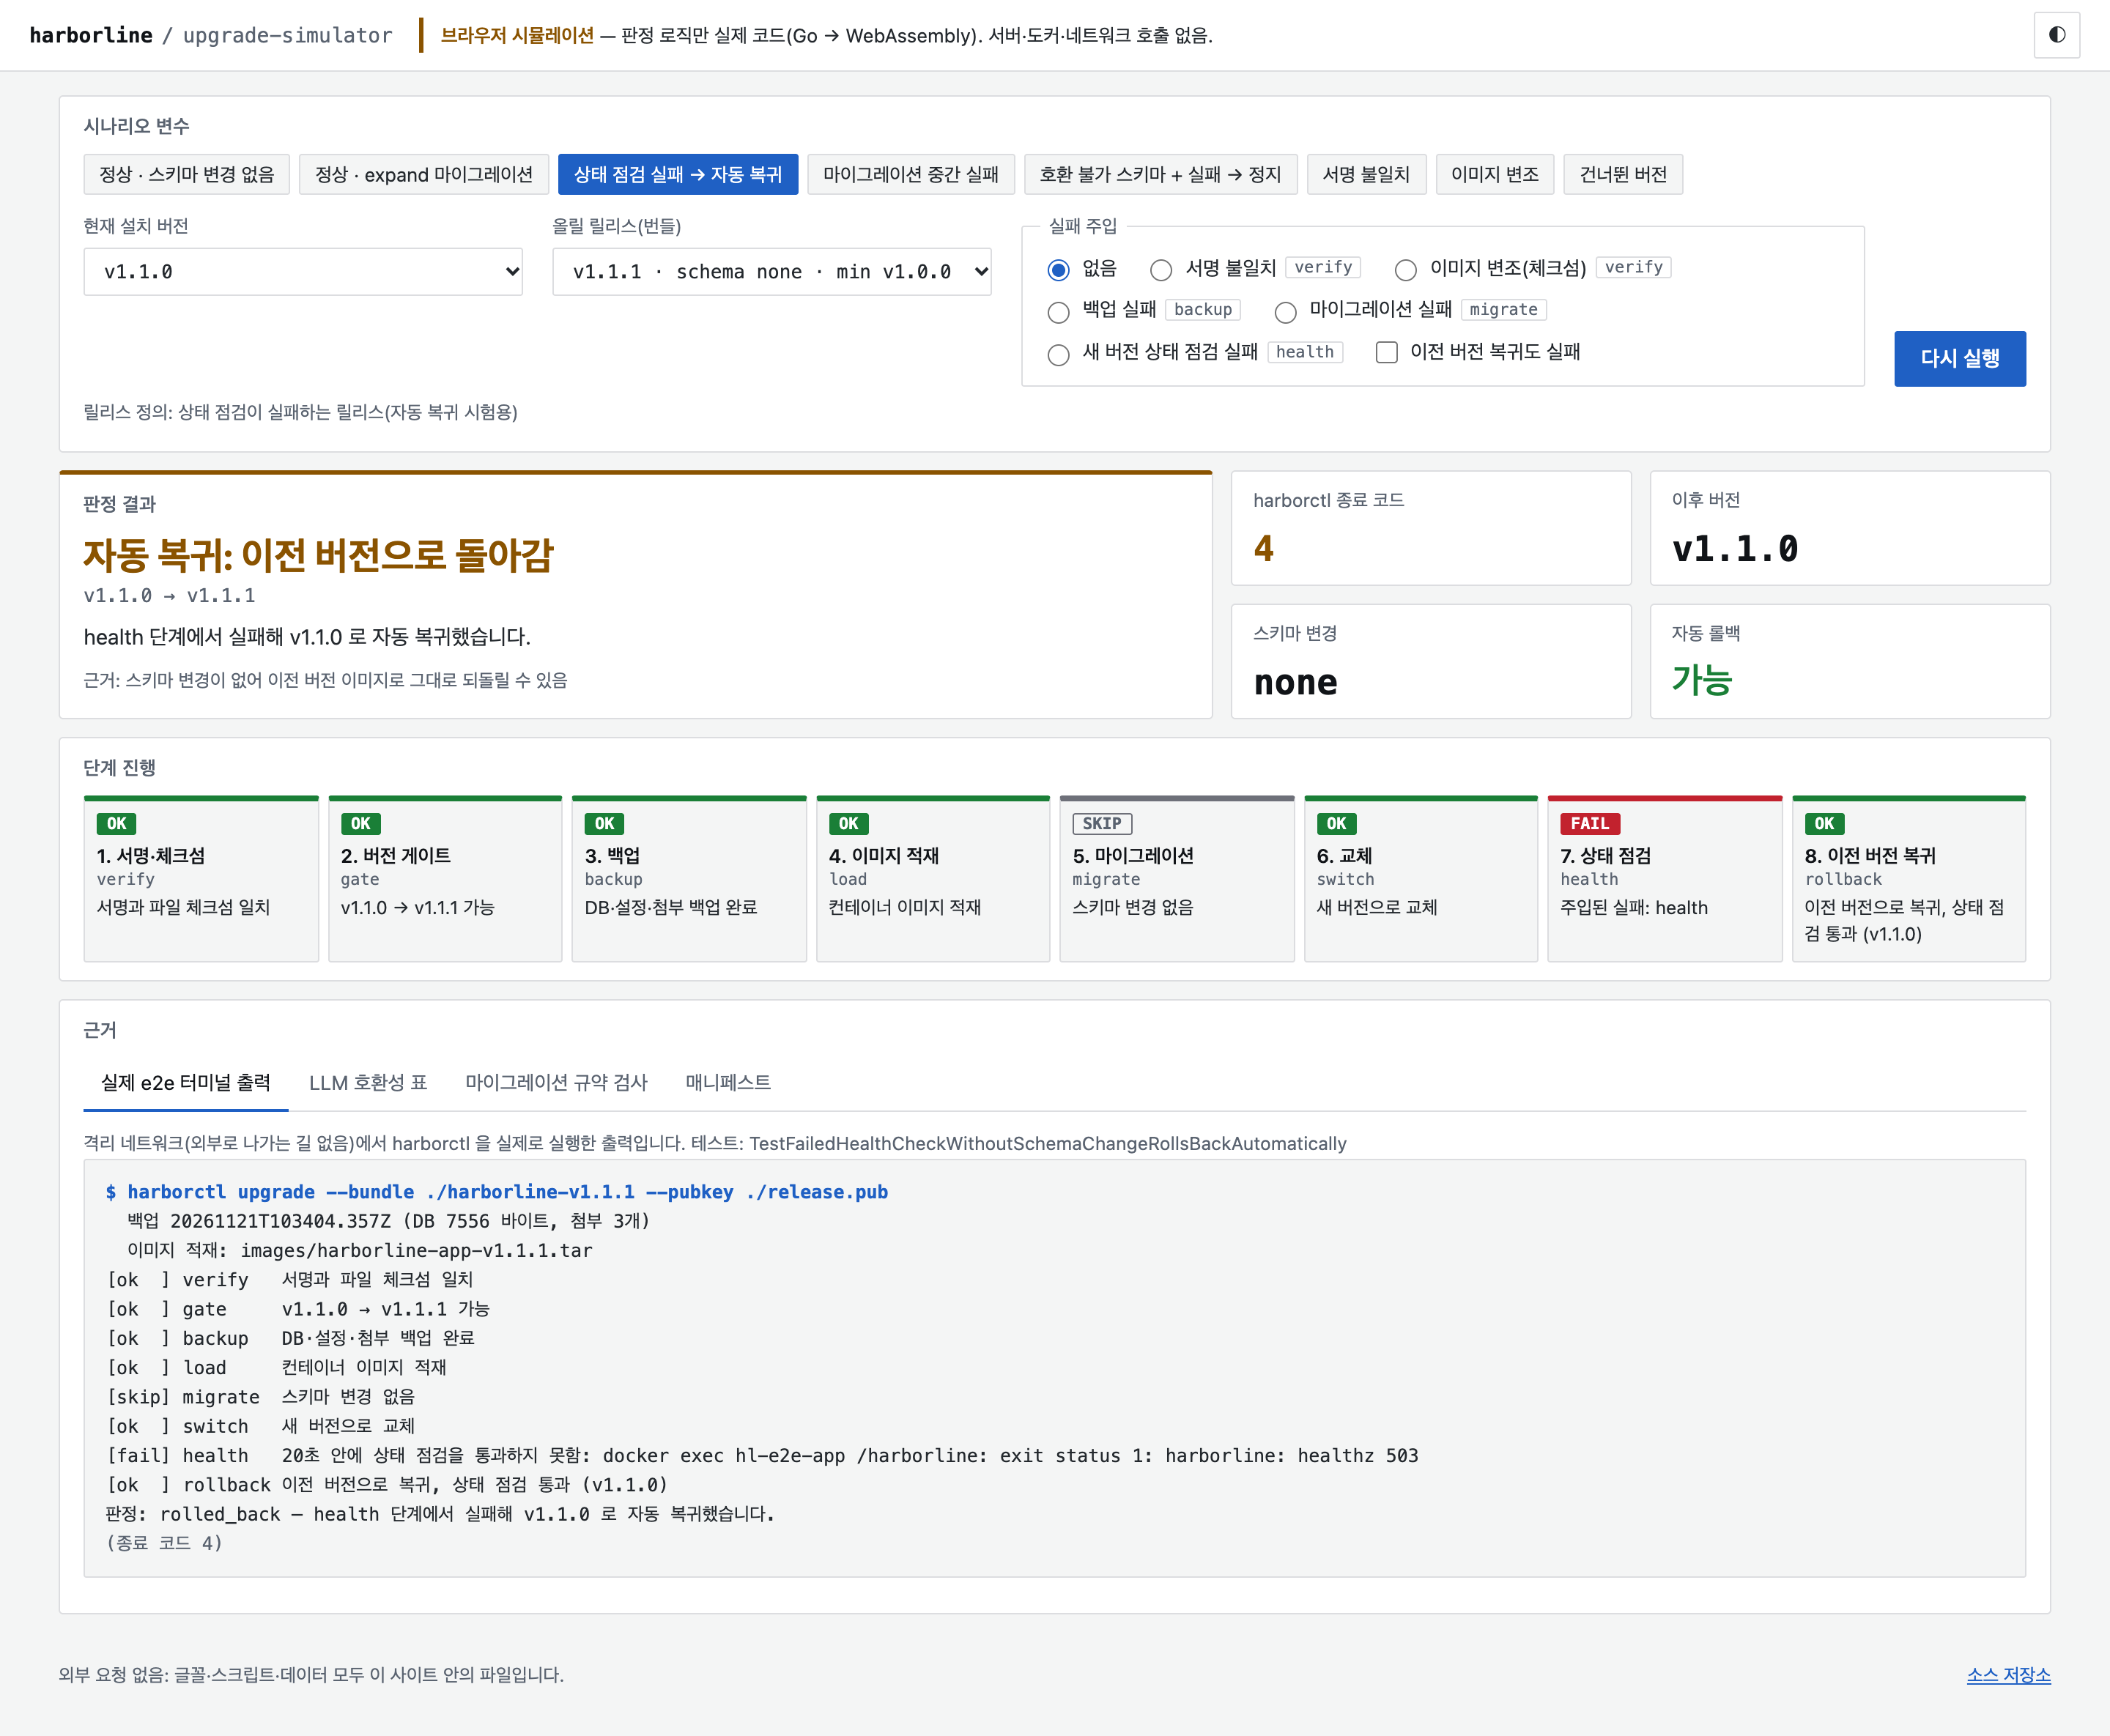 harborline / upgrade-simulator
브라우저 시뮬레이션 — 판정 로직만 실제 코드(Go → WebAssembly). 서버·도커·네트워크 호출 없음.
시나리오 변수
정상 · 스키마 변경 없음
정상 · expand 마이그레이션
상태 점검 실패 → 자동 복귀
마이그레이션 중간 실패
호환 불가 스키마 + 실패 → 정지
서명 불일치
이미지 변조
건너뛴 버전
현재 설치 버전
v1.1.0
올릴 릴리스(번들)
v1.1.1 · schema none · min v1.0.0
실패 주입
없음
서명 불일치 verify
이미지 변조(체크섬) verify
백업 실패 backup
마이그레이션 실패 migrate
새 버전 상태 점검 실패 health
이전 버전 복귀도 실패
다시 실행
릴리스 정의: 상태 점검이 실패하는 릴리스(자동 복귀 시험용)
판정 결과
자동 복귀: 이전 버전으로 돌아감
v1.1.0 → v1.1.1
health 단계에서 실패해 v1.1.0 로 자동 복귀했습니다.
근거: 스키마 변경이 없어 이전 버전 이미지로 그대로 되돌릴 수 있음
harborctl 종료 코드
4
이후 버전
v1.1.0
스키마 변경
none
자동 롤백
가능
단계 진행
OK
1. 서명·체크섬
verify
서명과 파일 체크섬 일치
OK
2. 버전 게이트
gate
v1.1.0 → v1.1.1 가능
OK
3. 백업
backup
DB·설정·첨부 백업 완료
OK
4. 이미지 적재
load
컨테이너 이미지 적재
SKIP
5. 마이그레이션
migrate
스키마 변경 없음
OK
6. 교체
switch
새 버전으로 교체
FAIL
7. 상태 점검
health
주입된 실패: health
OK
8. 이전 버전 복귀
rollback
이전 버전으로 복귀, 상태 점
검 통과 (v1.1.0)
근거
실제 e2e 터미널 출력
LLM 호환성 표
마이그레이션 규약 검사
매니페스트
격리 네트워크(외부로 나가는 길 없음)에서 harborctl 을 실제로 실행한 출력입니다. 테스트: TestFailedHealthCheckWithoutSchemaChangeRollsBackAutomatically
$ harborctl upgrade --bundle ./harborline-v1.1.1 --pubkey ./release.pub
백업 20261121T103404.357Z (DB 7556 바이트, 첨부 3개)
이미지 적재: images/harborline-app-v1.1.1.tar
[ok  ] verify   서명과 파일 체크섬 일치
[ok  ] gate     v1.1.0 → v1.1.1 가능
[ok  ] backup   DB·설정·첨부 백업 완료
[ok  ] load     컨테이너 이미지 적재
[skip] migrate  스키마 변경 없음
[ok  ] switch   새 버전으로 교체
[fail] health   20초 안에 상태 점검을 통과하지 못함: docker exec hl-e2e-app /harborline: exit status 1: harborline: healthz 503
[ok  ] rollback 이전 버전으로 복귀, 상태 점검 통과 (v1.1.0)
판정: rolled_back — health 단계에서 실패해 v1.1.0 로 자동 복귀했습니다.
(종료 코드 4)
외부 요청 없음: 글꼴·스크립트·데이터 모두 이 사이트 안의 파일입니다.
소스 저장소